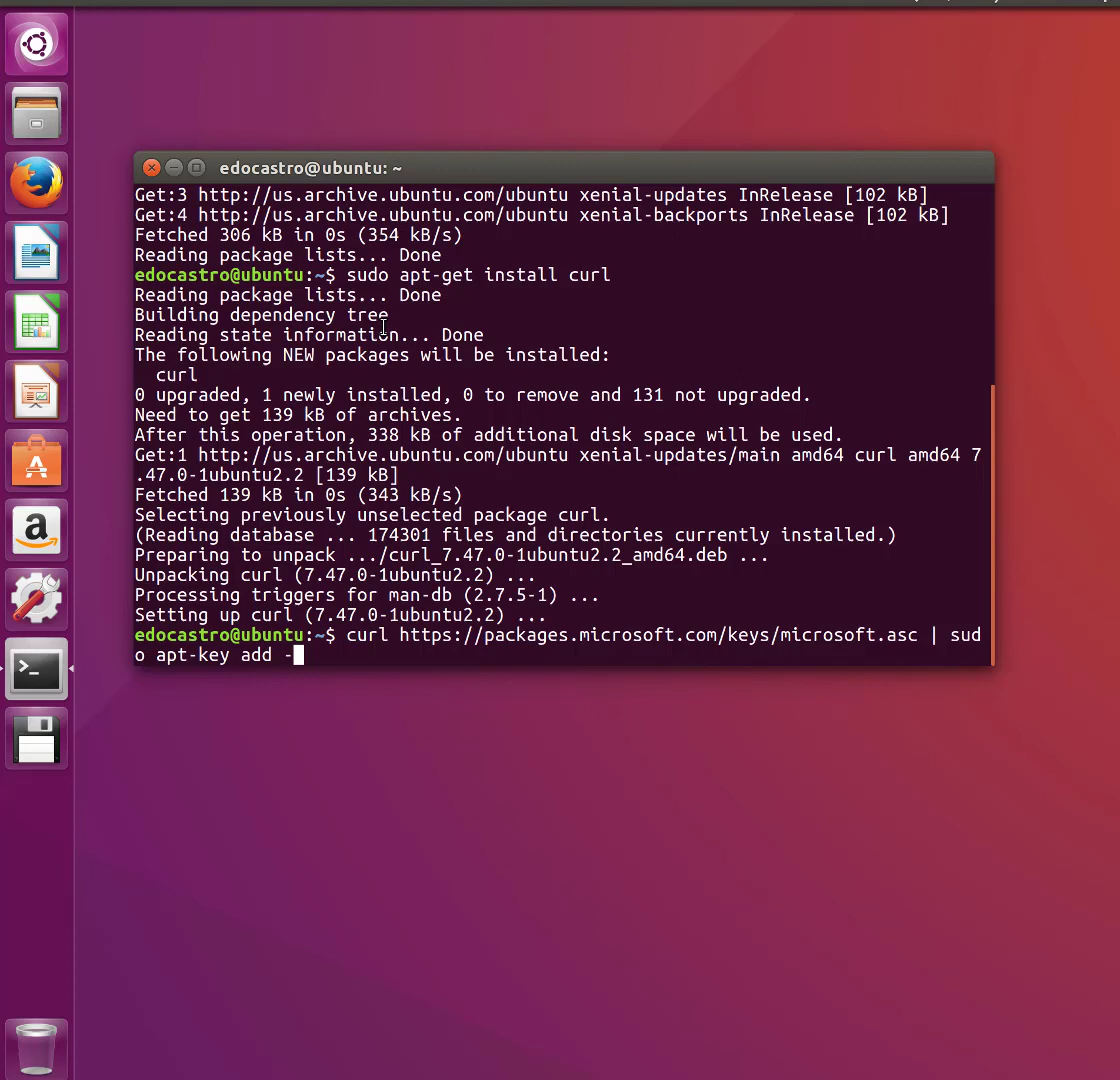 edocastro@ubuntu: ~
Get:3 http://us.archive.ubuntu.com/ubuntu xenial-updates InRelease [102 kB]
Get:4 http://us.archive.ubuntu.com/ubuntu xenial-backports InRelease [102 kB]
Fetched 306 kB in 0s (354 kB/s)
Reading package lists... Done
edocastro@ubuntu:~$ sudo apt-get install curl
Reading package lists... Done
Building dependency tree
Reading state information... Done
The following NEW packages will be installed:
  curl
0 upgraded, 1 newly installed, 0 to remove and 131 not upgraded.
Need to get 139 kB of archives.
After this operation, 338 kB of additional disk space will be used.
Get:1 http://us.archive.ubuntu.com/ubuntu xenial-updates/main amd64 curl amd64 7
.47.0-1ubuntu2.2 [139 kB]
Fetched 139 kB in 0s (343 kB/s)
Selecting previously unselected package curl.
(Reading database ... 174301 files and directories currently installed.)
Preparing to unpack .../curl_7.47.0-1ubuntu2.2_amd64.deb ...
Unpacking curl (7.47.0-1ubuntu2.2) ...
Processing triggers for man-db (2.7.5-1) ...
Setting up curl (7.47.0-1ubuntu2.2) ...
edocastro@ubuntu:~$ curl https://packages.microsoft.com/keys/microsoft.asc | sud
o apt-key add -